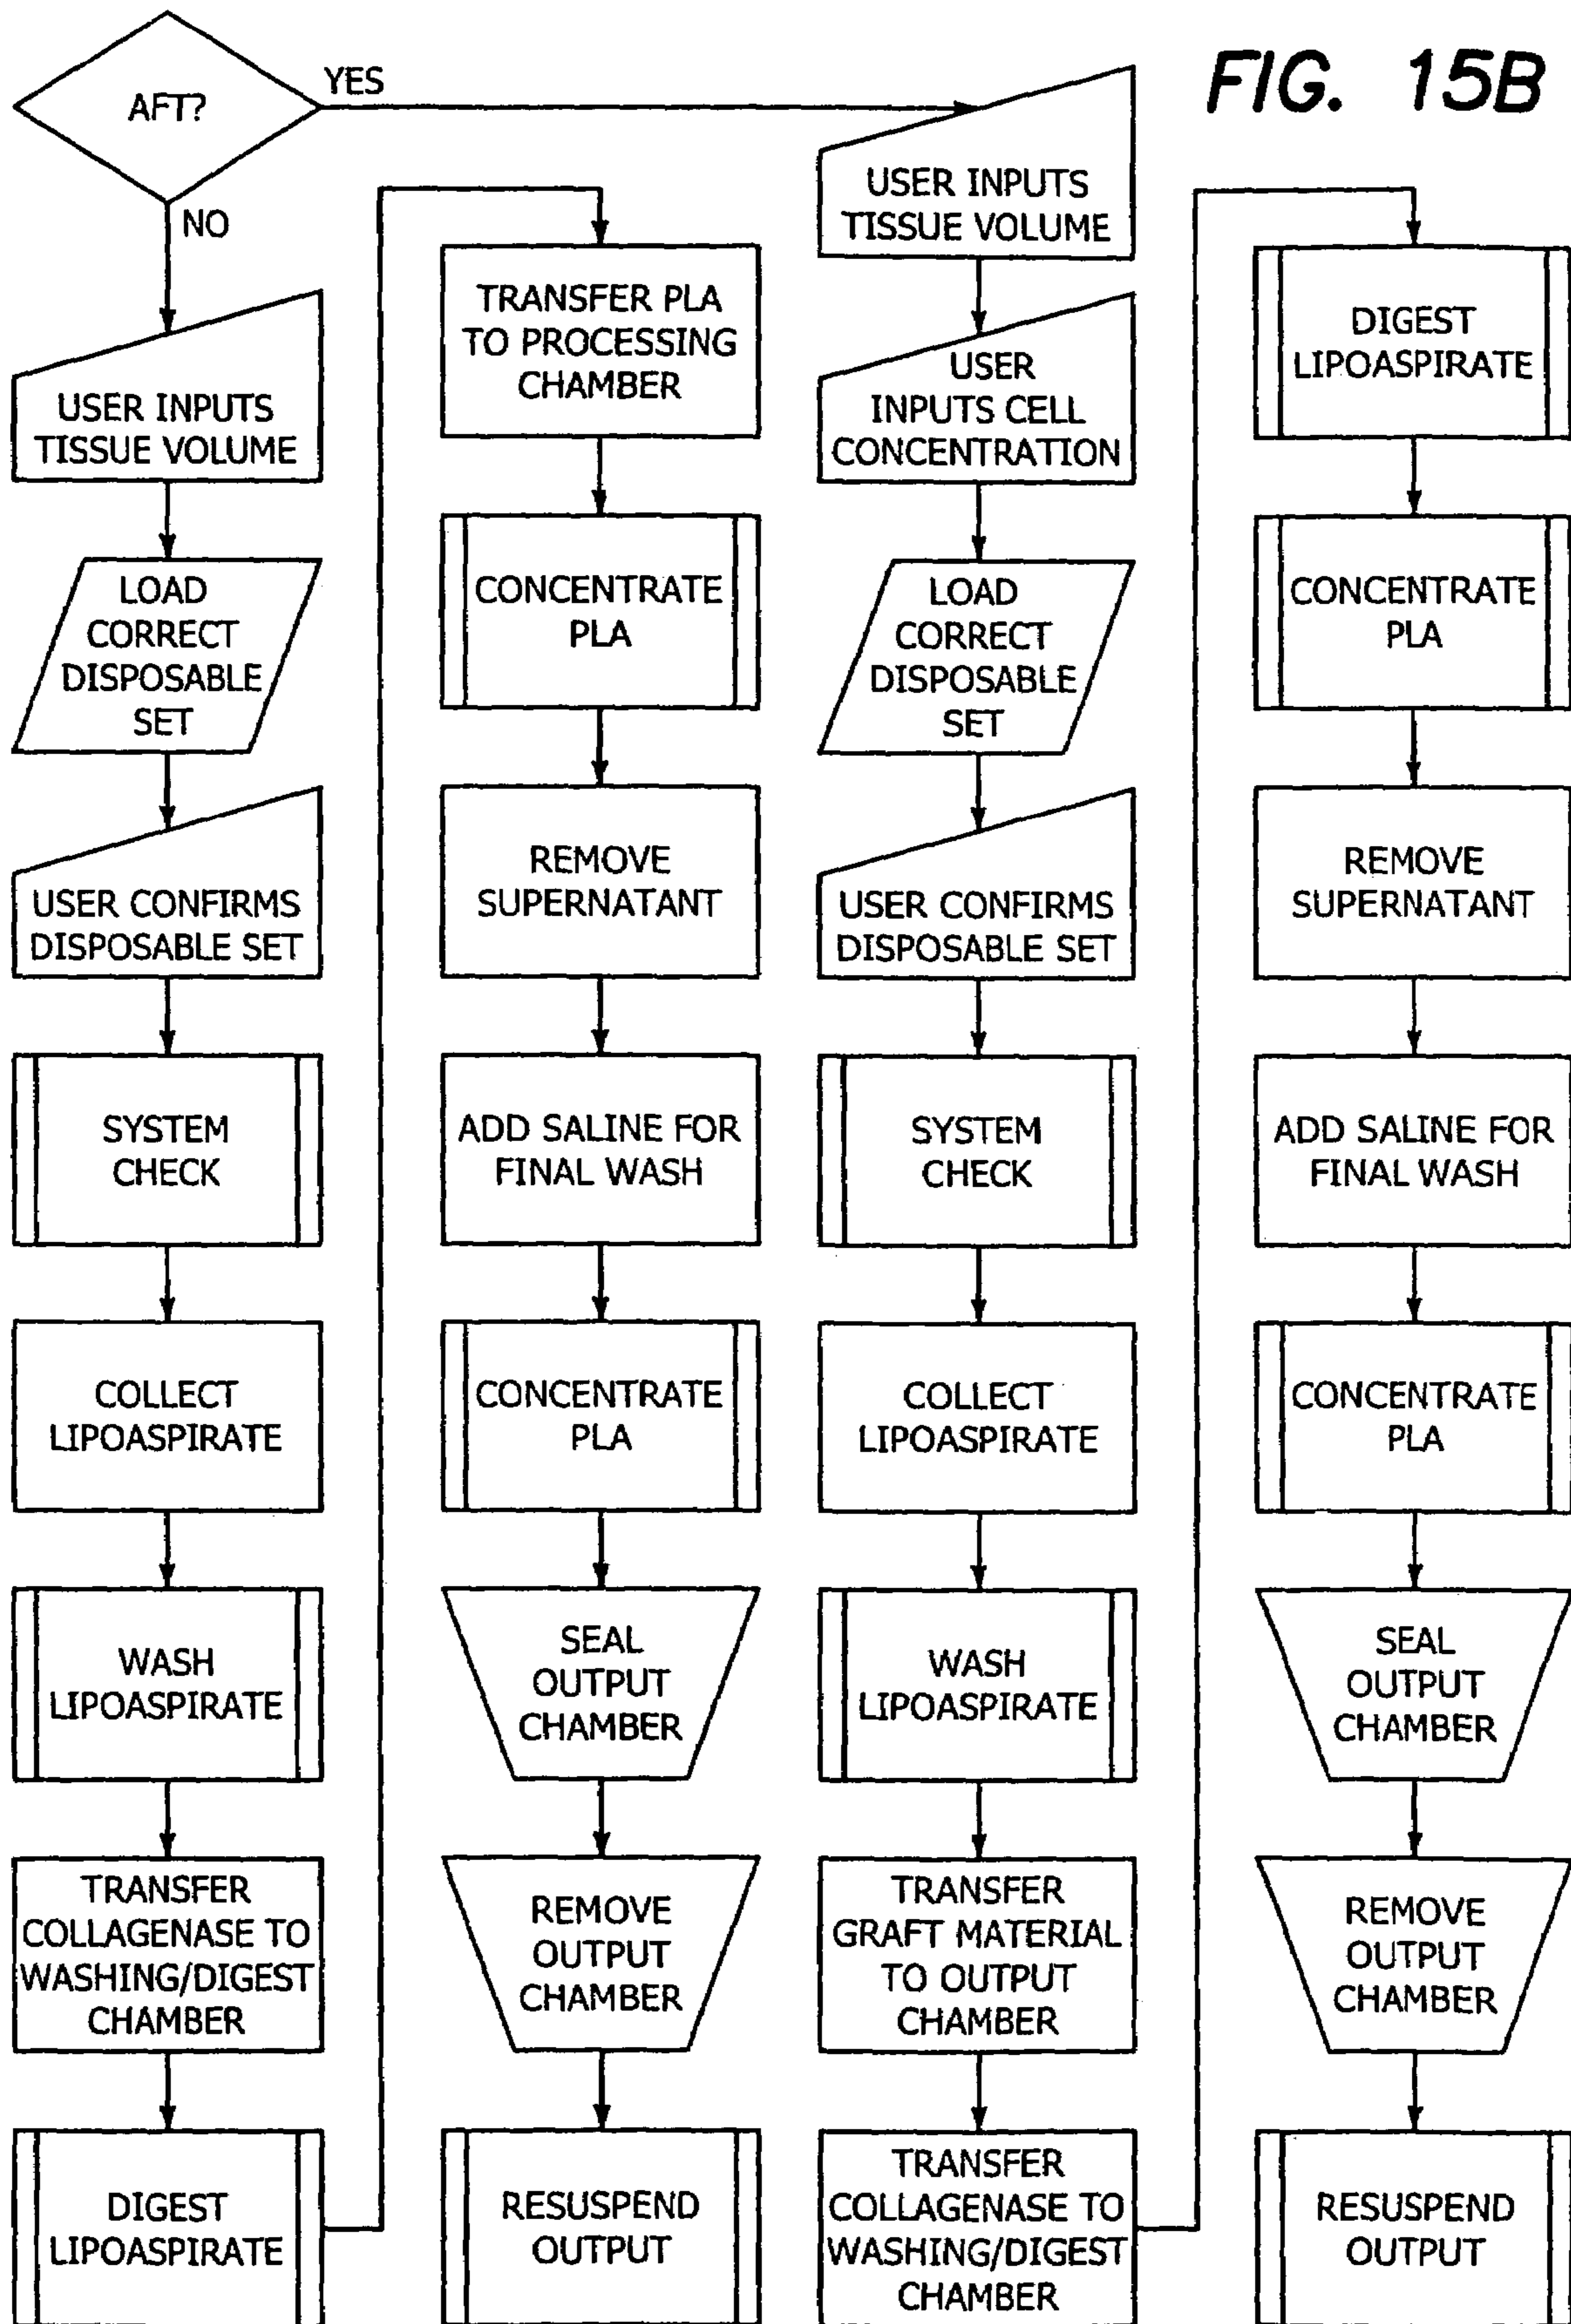 FIG. 15B
AFT?
YES
NO
USER INPUTS
TISSUE VOLUME
LOAD
CORRECT
DISPOSABLE
SET
USER CONFIRMS
DISPOSABLE SET
SYSTEM
CHECK
COLLECT
LIPOASPIRATE
WASH
LIPOASPIRATE
TRANSFER
COLLAGENASE TO
WASHING/DIGEST
CHAMBER
DIGEST
LIPOASPIRATE
TRANSFER PLA
TO PROCESSING
CHAMBER
CONCENTRATE
PLA
REMOVE
SUPERNATANT
ADD SALINE FOR
FINAL WASH
CONCENTRATE
PLA
SEAL
OUTPUT
CHAMBER
REMOVE
OUTPUT
CHAMBER
RESUSPEND
OUTPUT
USER INPUTS
TISSUE VOLUME
USER
INPUTS CELL
CONCENTRATION
LOAD
CORRECT
DISPOSABLE
SET
USER CONFIRMS
DISPOSABLE SET
SYSTEM
CHECK
COLLECT
LIPOASPIRATE
WASH
LIPOASPIRATE
TRANSFER
GRAFT MATERIAL
TO OUTPUT
CHAMBER
TRANSFER
COLLAGENASE TO
WASHING/DIGEST
CHAMBER
DIGEST
LIPOASPIRATE
CONCENTRATE
PLA
REMOVE
SUPERNATANT
ADD SALINE FOR
FINAL WASH
CONCENTRATE
PLA
SEAL
OUTPUT
CHAMBER
REMOVE
OUTPUT
CHAMBER
RESUSPEND
OUTPUT